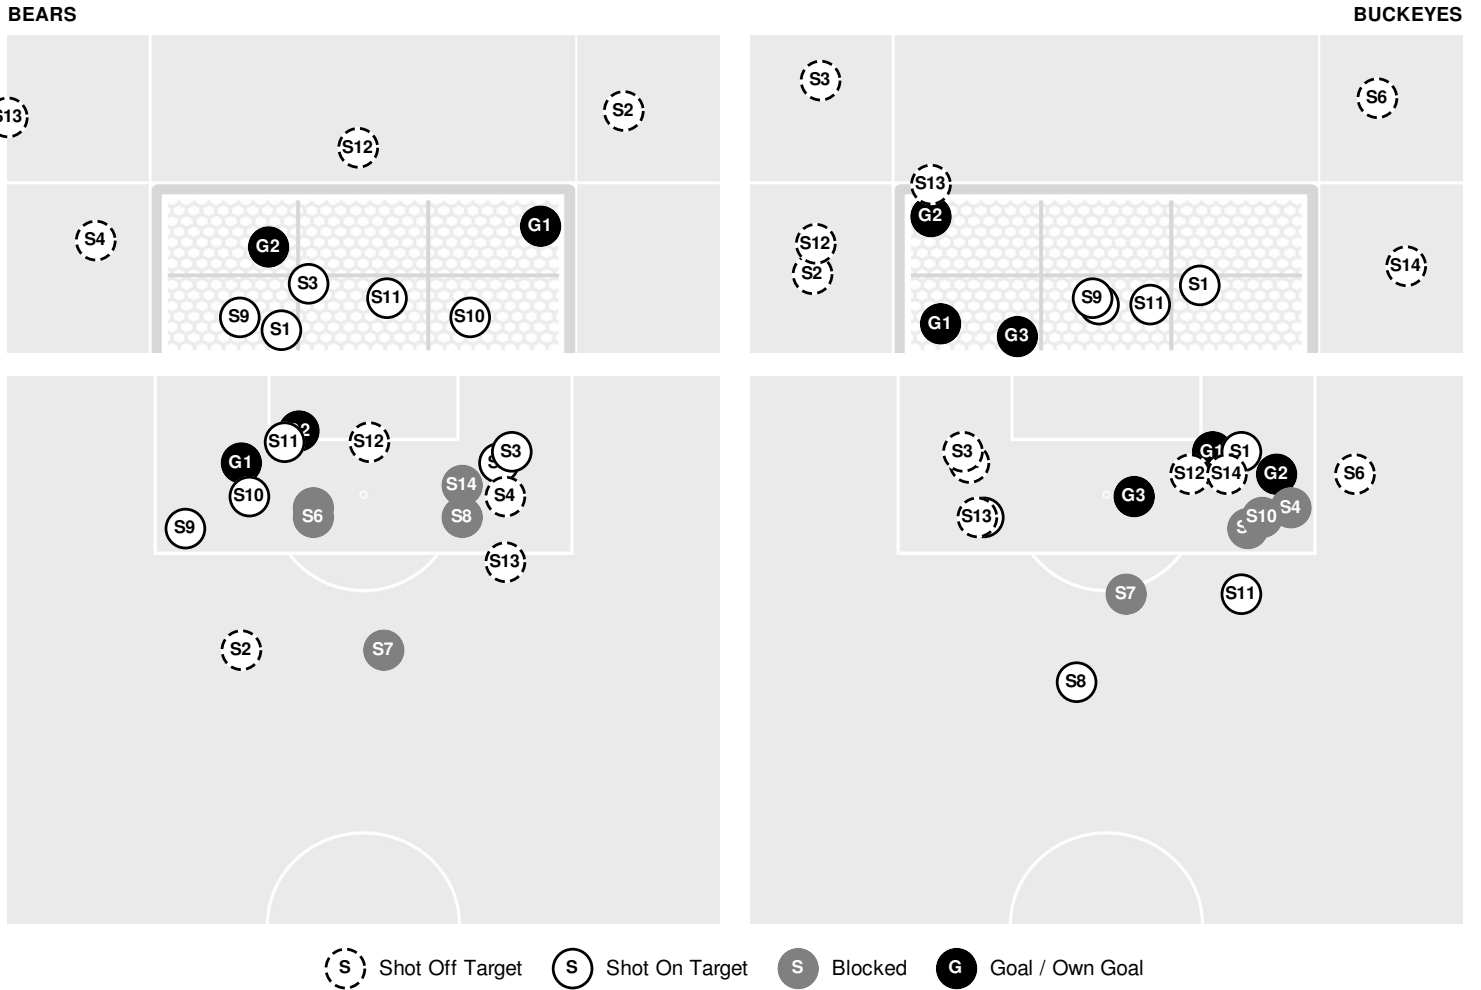 BEARS
BUCKEYES
S13 S12 S2
S4 G2 G1
S3 S11
S9 S1 S10
S3 S6
S13
G2
S12
S2 S14
S9 S11 S1
G1 G3
S11 S12 S3
G1
S10 S14 S4
S9 S6 S8
S13
S2 S7
S3 G1 S1
S12 S14 G2 S6
G3
S13 S10 S4
S7 S11
S8
S Shot Off Target S Shot On Target S Blocked G Goal / Own Goal